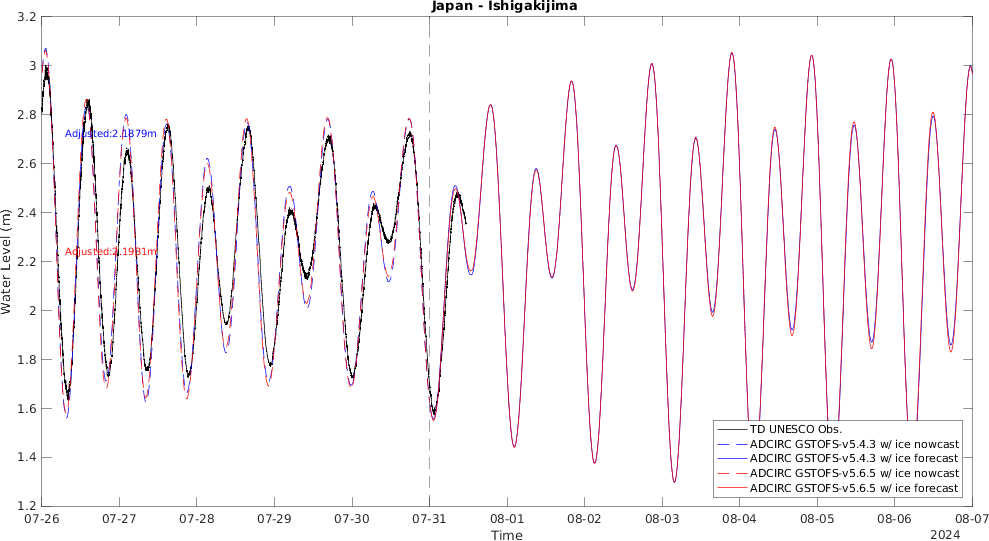 Japan - Ishigakijima
Water Level (m)
3.2
3
2.8
2.6
2.4
2.2
2
1.8
1.6
1.4
1.2
Adjusted:2.1879m
Adjusted:2.1981m
TD UNESCO Obs.
ADCIRC GSTOFS-v5.4.3 w/ ice nowcast
ADCIRC GSTOFS-v5.4.3 w/ ice forecast
ADCIRC GSTOFS-v5.6.5 w/ ice nowcast
ADCIRC GSTOFS-v5.6.5 w/ ice forecast
07-26 07-27 07-28 07-29 07-30 07-31 08-01 08-02 08-03 08-04 08-05 08-06 08-07
Time
2024